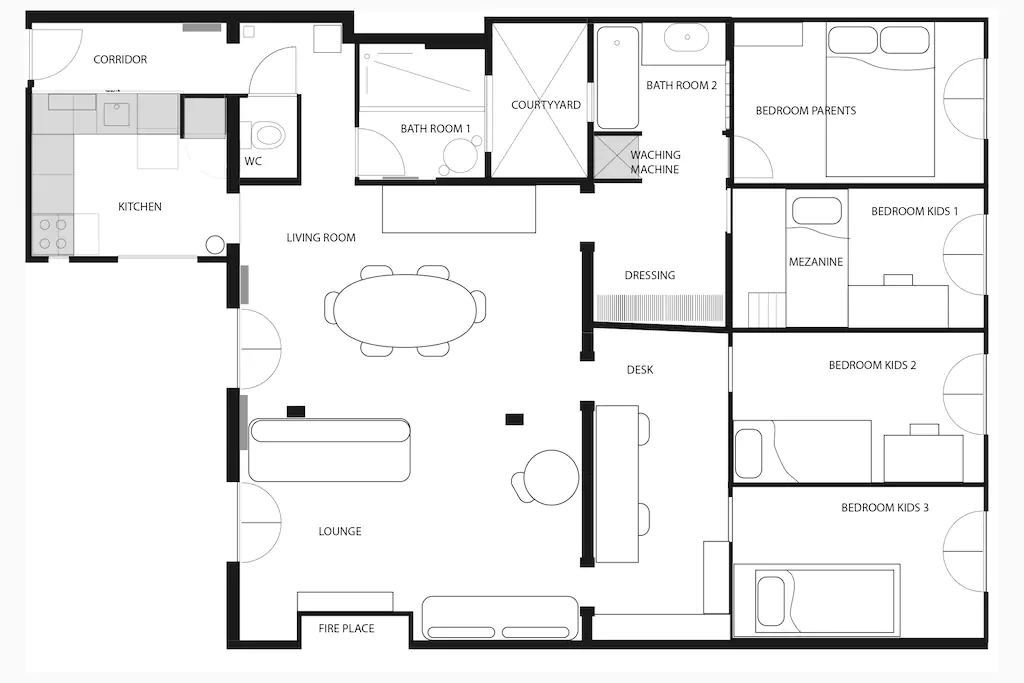 CORRIDOR
COURTYYARD
BATH ROOM 2
BEDROOM PARENTS
BATH ROOM 1
WC
WACHING
MACHINE
KITCHEN
LIVING ROOM
BEDROOM KIDS 1
MEZANINE
DRESSING
DESK
BEDROOM KIDS 2
BEDROOM KIDS 3
LOUNGE
FIRE PLACE